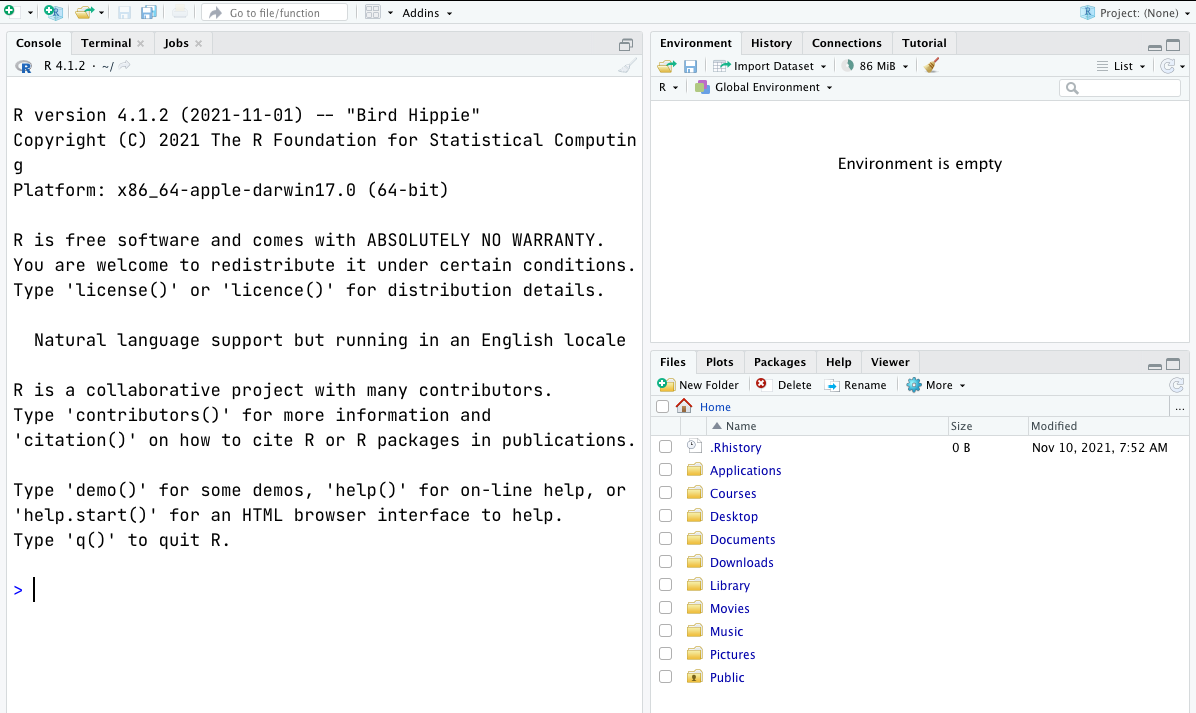 Go to file/function
Addins
Project: (None)
Console
Terminal
Jobs
R 4.1.2 · ~/
R version 4.1.2 (2021-11-01) -- "Bird Hippie"
Copyright (C) 2021 The R Foundation for Statistical Computin
g
Platform: x86_64-apple-darwin17.0 (64-bit)
R is free software and comes with ABSOLUTELY NO WARRANTY.
You are welcome to redistribute it under certain conditions.
Type 'license()' or 'licence()' for distribution details.
Natural language support but running in an English locale
R is a collaborative project with many contributors.
Type 'contributors()' for more information and
'citation()' on how to cite R or R packages in publications.
Type 'demo()' for some demos, 'help()' for on-line help, or
'help.start()' for an HTML browser interface to help.
Type 'q()' to quit R.
>
Environment
History
Connections
Tutorial
Import Dataset
86 MiB
List
R
Global Environment
Environment is empty
Files
Plots
Packages
Help
Viewer
New Folder
Delete
Rename
More
Home
...
Name
Size
Modified
.Rhistory 0 B Nov 10, 2021, 7:52 AM
Applications
Courses
Desktop
Documents
Downloads
Library
Movies
Music
Pictures
Public